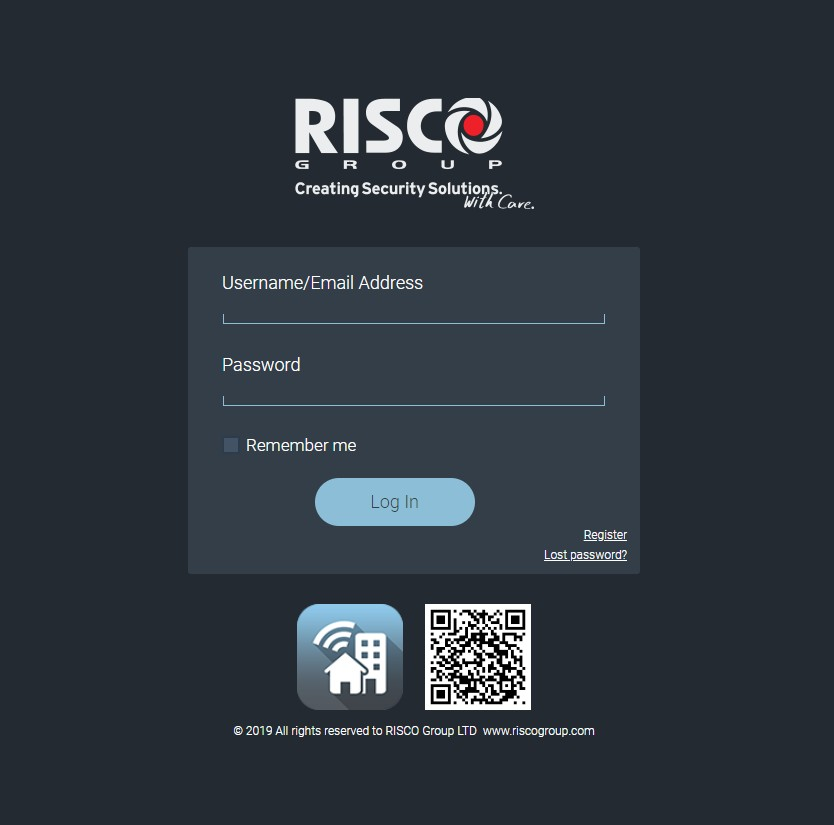 RISCO
GROUP
Creating Security Solutions.
With Care.
Username/Email Address
Password
Remember me
Log In
Register
Lost password?
© 2019 All rights reserved to RISCO Group LTD www.riscogroup.com